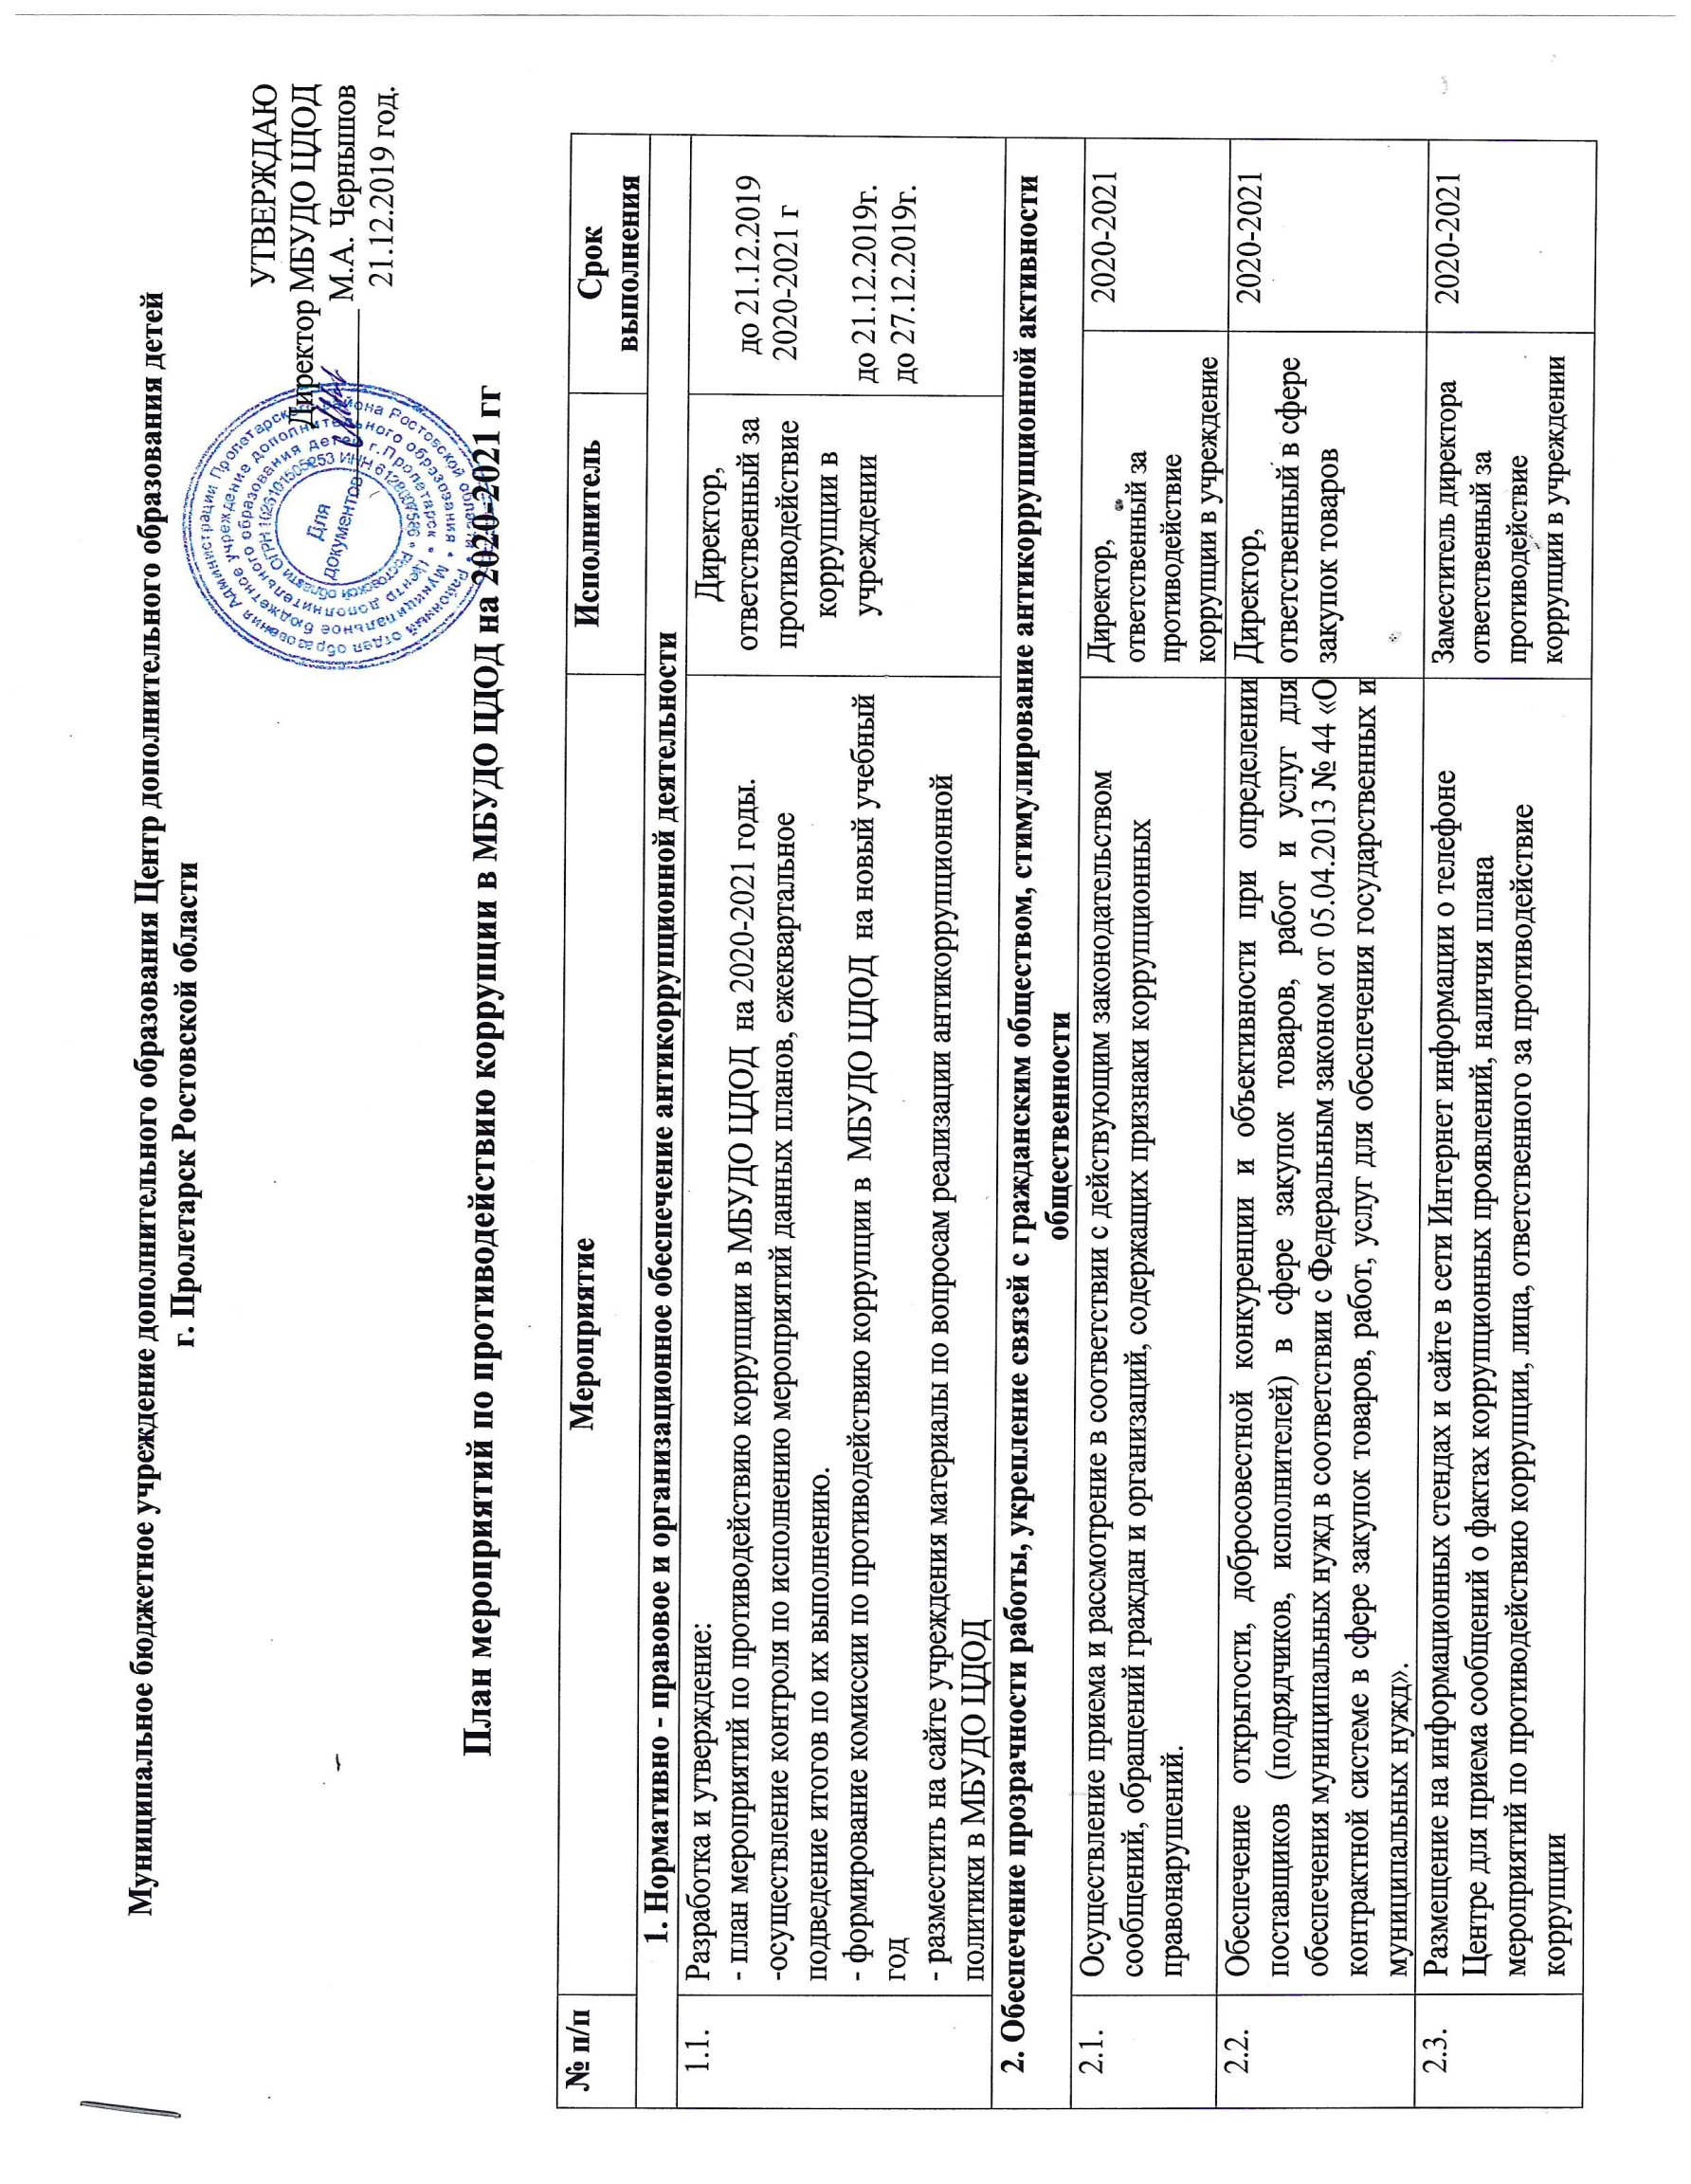 Муниципальное бюджетное учреждение дополнительного образования Центр дополнительного образования детей
г. Пролетарск Ростовской области
УТВЕРЖДАЮ
Директор МБУДО ЦДОД
М.А. Чернышов
21.12.2019 год.
Для
документов
План мероприятий по противодействию коррупции в МБУДО ЦДОД на 2020-2021 гг
№ п/п
Мероприятие
Исполнитель
Срок
выполнения
1. Нормативно - правовое и организационное обеспечение антикоррупционной деятельности
1.1.
Разработка и утверждение:
- план мероприятий по противодействию коррупции в МБУДО ЦДОД на 2020-2021 годы.
-осуществление контроля по исполнению мероприятий данных планов, ежеквартальное
подведение итогов по их выполнению.
- формирование комиссии по противодействию коррупции в МБУДО ЦДОД на новый учебный
год
- разместить на сайте учреждения материалы по вопросам реализации антикоррупционной
политики в МБУДО ЦДОД
Директор,
ответственный за
противодействие
коррупции в
учреждении
до 21.12.2019
2020-2021 г
до 21.12.2019г.
до 27.12.2019г.
2. Обеспечение прозрачности работы, укрепление связей с гражданским обществом, стимулирование антикоррупционной активности
общественности
2.1.
Осуществление приема и рассмотрение в соответствии с действующим законодательством
сообщений, обращений граждан и организаций, содержащих признаки коррупционных
правонарушений.
Директор,
ответственный за
противодействие
коррупции в учреждение
2020-2021
2.2.
Обеспечение открытости, добросовестной конкуренции и объективности при определении
поставщиков (подрядчиков, исполнителей) в сфере закупок товаров, работ и услуг для
обеспечения муниципальных нужд в соответствии с Федеральным законом от 05.04.2013 № 44 «О
контрактной системе в сфере закупок товаров, работ, услуг для обеспечения государственных и
муниципальных нужд».
Директор,
ответственный в сфере
закупок товаров
2020-2021
2.3.
Размещение на информационных стендах и сайте в сети Интернет информации о телефоне
Центре для приема сообщений о фактах коррупционных проявлений, наличия плана
мероприятий по противодействию коррупции, лица, ответственного за противодействие
коррупции
Заместитель директора
ответственный за
противодействие
коррупции в учреждении
2020-2021